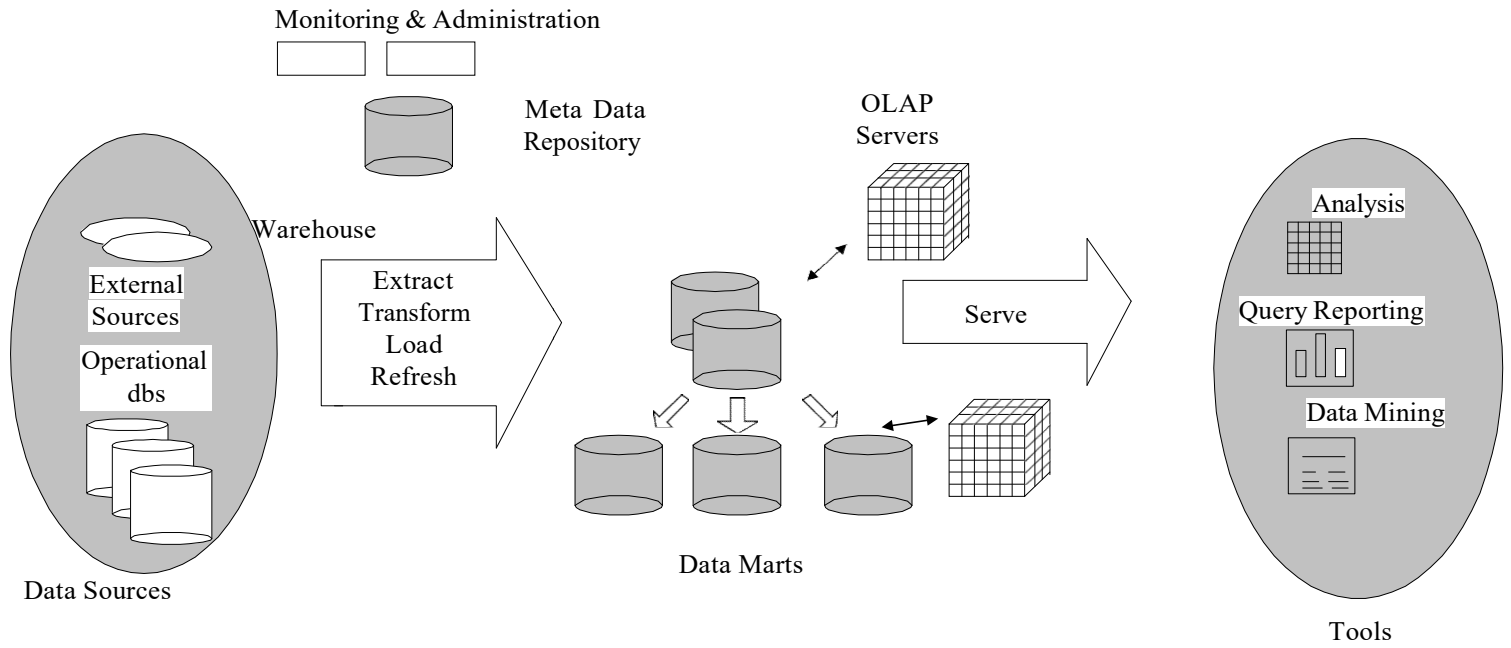 Monitoring & Administration
Meta Data
Repository
OLAP
Servers
Warehouse
External
Sources
Operational
dbs
Data Sources
Extract
Transform
Load
Refresh
Serve
Data Marts
Analysis
Query Reporting
Data Mining
Tools